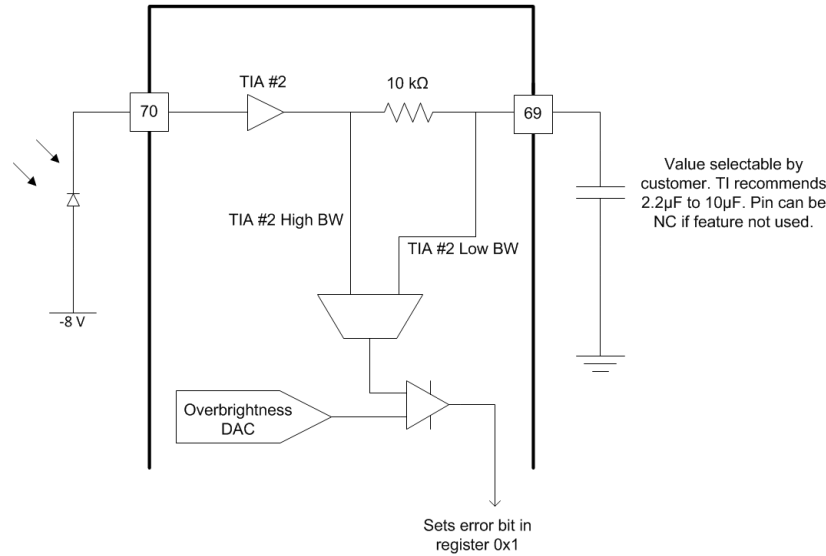 TIA #2
10 kΩ
70
69
Value selectable by
customer. TI recommends
2.2µF to 10µF. Pin can be
NC if feature not used.
TIA #2 High BW
TIA #2 Low BW
-8 V
Overbrightness
DAC
Sets error bit in
register 0x1